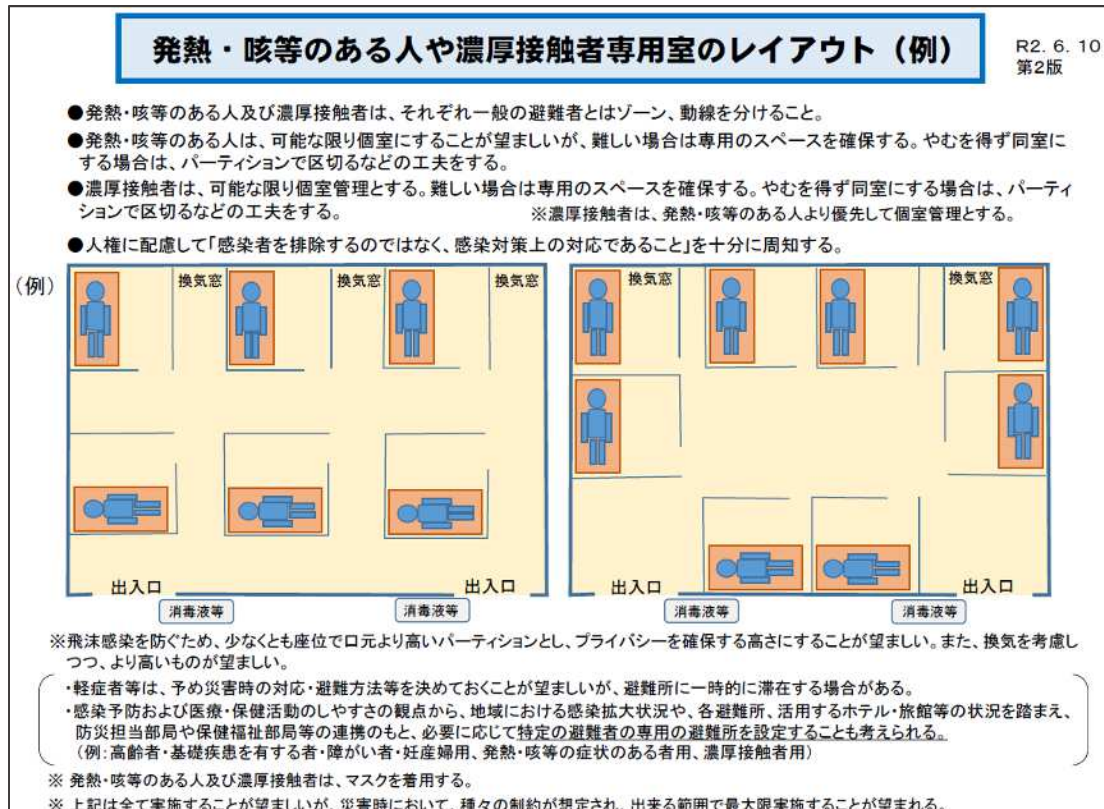 発熱・咳等のある人や濃厚接触者専用室のレイアウト（例）
R2. 6. 10
第2版
●発熱・咳等のある人及び濃厚接触者は、それぞれ一般の避難者とはゾーン、動線を分けること。
●発熱・咳等のある人は、可能な限り個室にすることが望ましいが、難しい場合は専用のスペースを確保する。やむを得ず同室に
する場合は、パーティションで区切るなどの工夫をする。
●濃厚接触者は、可能な限り個室管理とする。難しい場合は専用のスペースを確保する。やむを得ず同室にする場合は、パーティ
ションで区切るなどの工夫をする。 ※濃厚接触者は、発熱・咳等のある人より優先して個室管理とする。
●人権に配慮して「感染者を排除するのではなく、感染対策上の対応であること」を十分に周知する。
（例）
換気窓 換気窓 換気窓 換気窓 換気窓
出入口 出入口 出入口 出入口
消毒液等 消毒液等 消毒液等 消毒液等
※飛沫感染を防ぐため、少なくとも座位で口元より高いパーティションとし、プライバシーを確保する高さにすることが望ましい。また、換気を考慮し
つつ、より高いものが望ましい。
・軽症者等は、予め災害時の対応・避難方法等を決めておくことが望ましいが、避難所に一時的に滞在する場合がある。
・感染予防および医療・保健活動のしやすさの観点から、地域における感染拡大状況や、各避難所、活用するホテル・旅館等の状況を踏まえ、
防災担当部局や保健福祉部局等の連携のもと、必要に応じて特定の避難者の専用の避難所を設定することも考えられる。
（例：高齢者・基礎疾患を有する者・障がい者・妊産婦用、発熱・咳等の症状のある者用、濃厚接触者用）
※ 発熱・咳等のある人及び濃厚接触者は、マスクを着用する。
※ 上記は全て実施することが望ましいが、災害時において、種々の制約が想定され、出来る範囲で最大限実施することが望まれる。